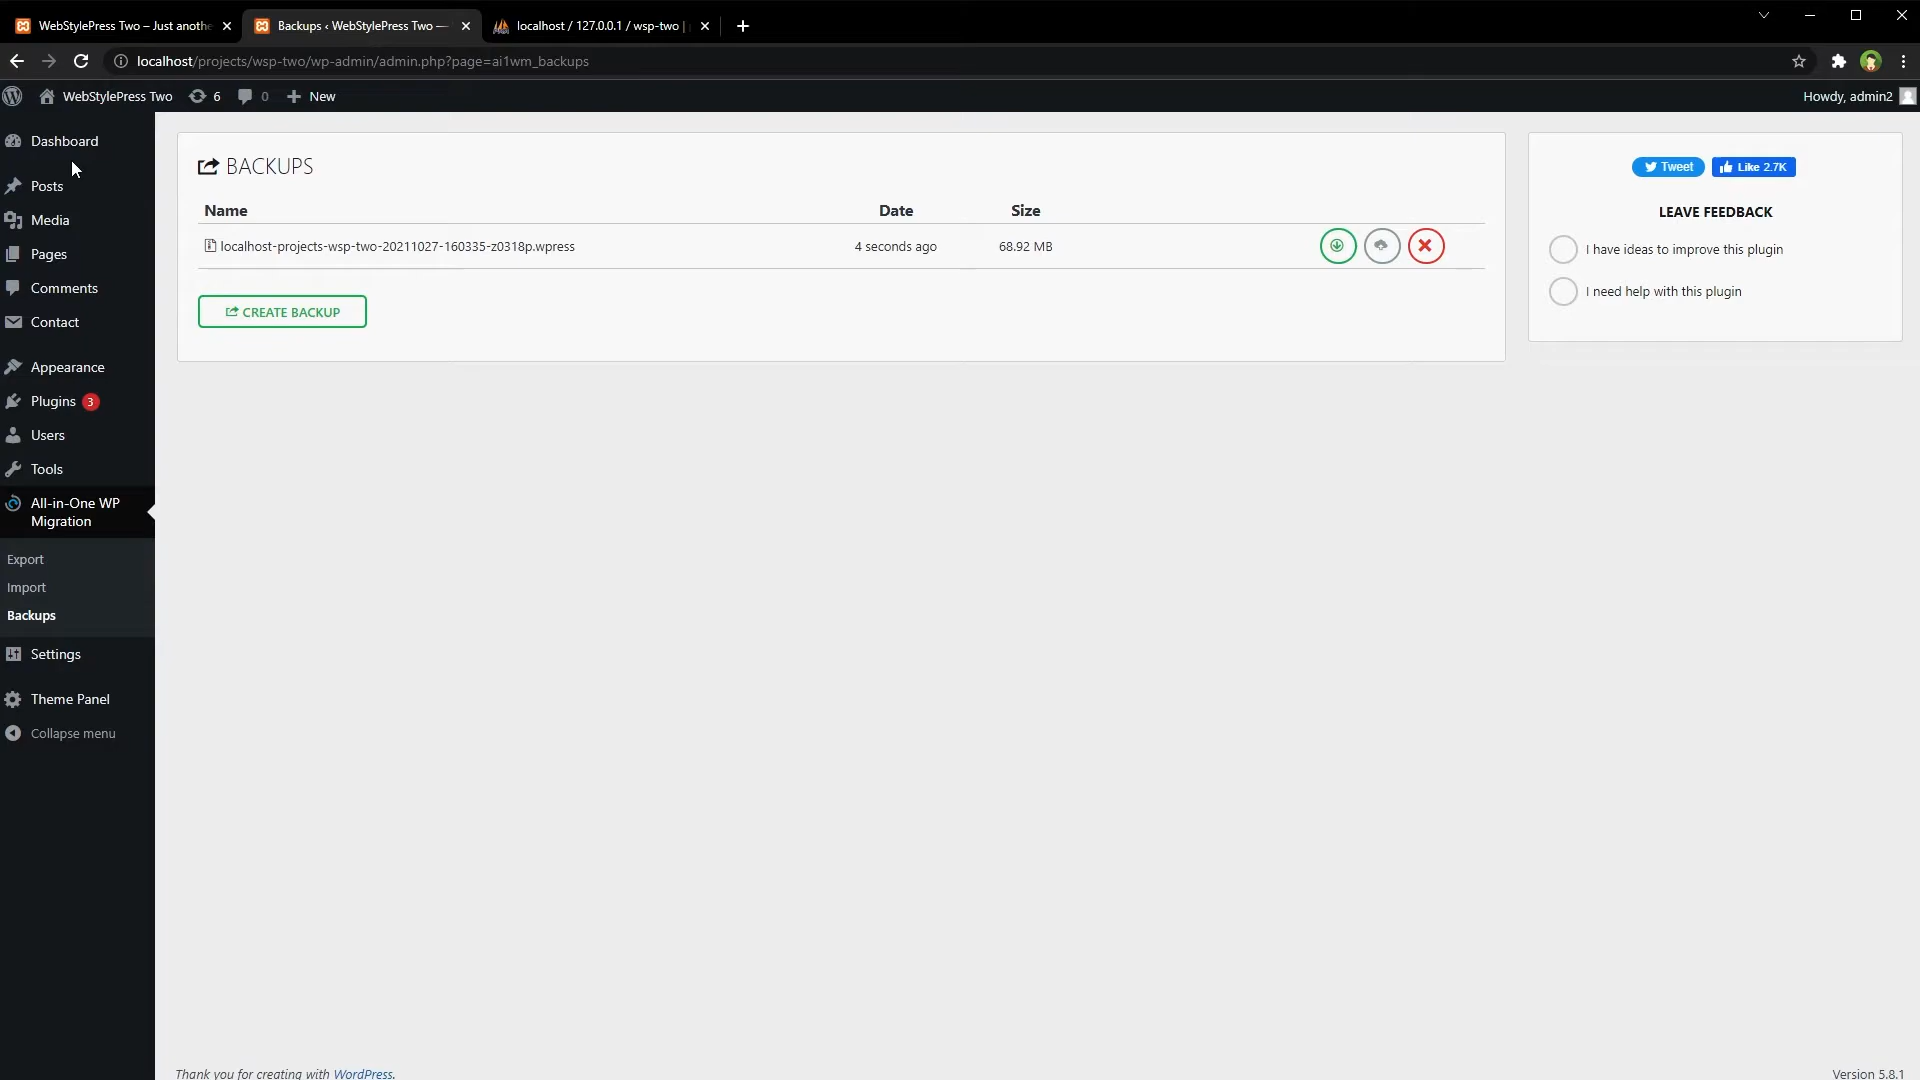 WebStylePress Two – Just anothe
Backups ‹ WebStylePress Two —
localhost / 127.0.0.1 / wsp-two |
localhost/projects/wsp-two/wp-admin/admin.php?page=ai1wm_backups
WebStylePress Two 6 0 New
Howdy, admin2
Dashboard
Posts
Media
Pages
Comments
Contact
Appearance
Plugins 3
Users
Tools
All-in-One WP
Migration
Export
Import
Backups
Settings
Theme Panel
Collapse menu
BACKUPS
Name Date Size
localhost-projects-wsp-two-20211027-160335-z0318p.wpress 4 seconds ago 68.92 MB
CREATE BACKUP
Tweet Like 2.7K
LEAVE FEEDBACK
I have ideas to improve this plugin
I need help with this plugin
Thank you for creating with WordPress.
Version 5.8.1